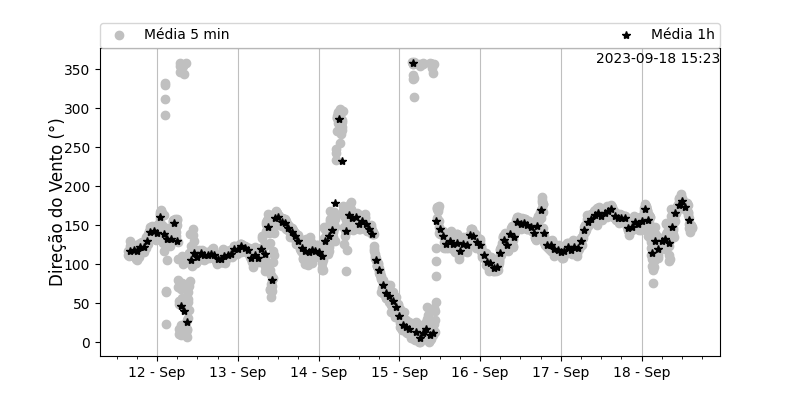 Média 5 min
Média 1h
2023-09-18 15:23
Direção do Vento (°)
350
300
250
200
150
100
50
0
12 - Sep
13 - Sep
14 - Sep
15 - Sep
16 - Sep
17 - Sep
18 - Sep